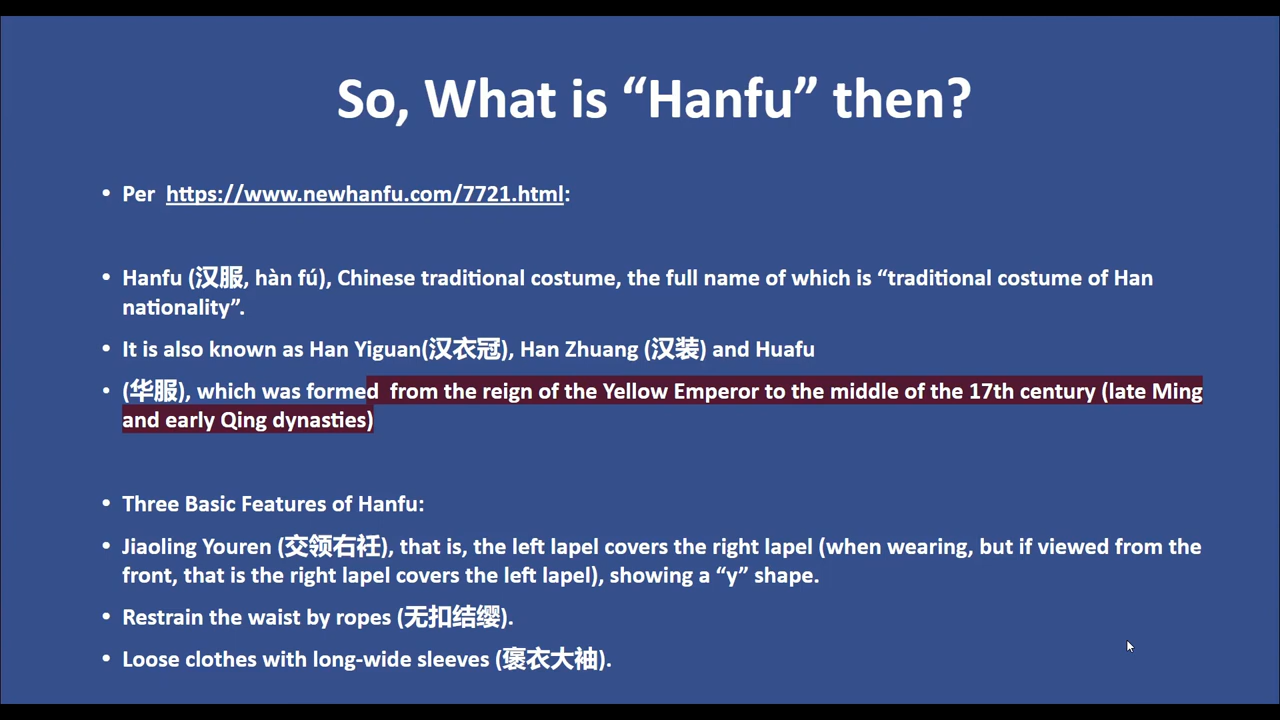 So, What is “Hanfu” then?
• Per  https://www.newhanfu.com/7721.html:
• Hanfu (汉服, hàn fú), Chinese traditional costume, the full name of which is “traditional costume of Han
nationality”.
• It is also known as Han Yiguan(汉衣冠), Han Zhuang (汉装) and Huafu
• (华服), which was formed  from the reign of the Yellow Emperor to the middle of the 17th century (late Ming
and early Qing dynasties)
• Three Basic Features of Hanfu:
• Jiaoling Youren (交领右衽), that is, the left lapel covers the right lapel (when wearing, but if viewed from the
front, that is the right lapel covers the left lapel), showing a “y” shape.
• Restrain the waist by ropes (无扣结缨).
• Loose clothes with long-wide sleeves (褒衣大袖).